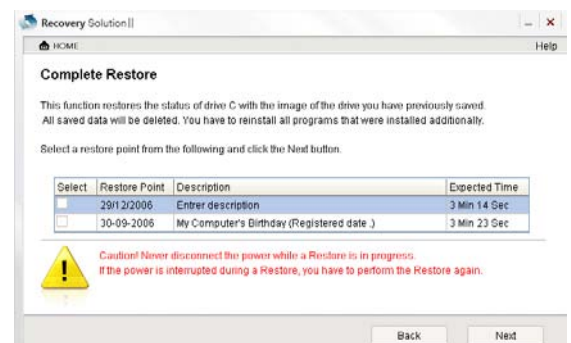 Recovery Solution II
HOME Help
Complete Restore
This function restores the status of drive C with the image of the drive you have previously saved.
All saved data will be deleted. You have to reinstall all programs that were installed additionally.
Select a restore point from the following and click the Next button.
Select Restore Point Description Expected Time
29/12/2006 Entrer description 3 Min 14 Sec
30-09-2006 My Computer's Birthday (Registered date .) 3 Min 23 Sec
Caution! Never disconnect the power while a Restore is in progress.
If the power is interrupted during a Restore, you have to perform the Restore again.
Back Next